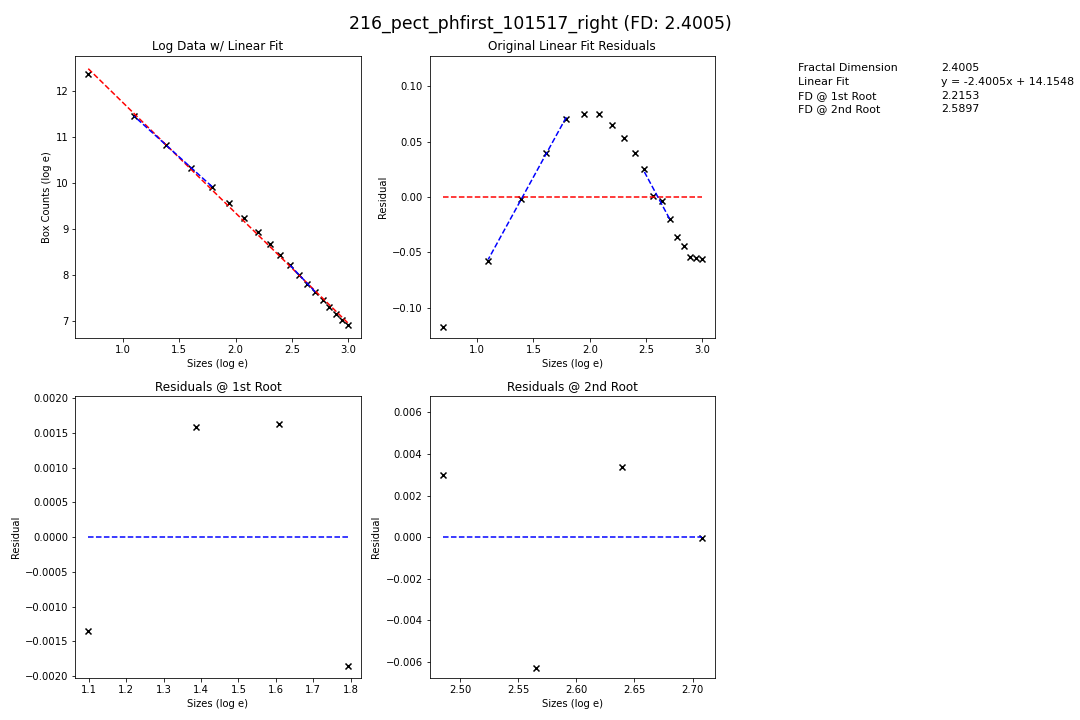 216_pect_phfirst_101517_right (FD: 2.4005)
Log Data w/ Linear Fit
Box Counts (log e)
12
11
10
9
8
7
1.0 1.5 2.0 2.5 3.0
Sizes (log e)
Original Linear Fit Residuals
Residual
0.10
0.05
0.00
−0.05
−0.10
1.0 1.5 2.0 2.5 3.0
Sizes (log e)
Fractal Dimension 2.4005
Linear Fit y = -2.4005x + 14.1548
FD @ 1st Root 2.2153
FD @ 2nd Root 2.5897
Residuals @ 1st Root
Residual
0.0020
0.0015
0.0010
0.0005
0.0000
−0.0005
−0.0010
−0.0015
−0.0020
1.1 1.2 1.3 1.4 1.5 1.6 1.7 1.8
Sizes (log e)
Residuals @ 2nd Root
Residual
0.006
0.004
0.002
0.000
−0.002
−0.004
−0.006
2.50 2.55 2.60 2.65 2.70
Sizes (log e)